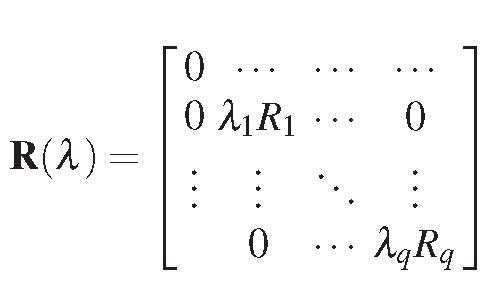 0 ⋯ ⋯ ⋯
0 λ₁R₁ ⋯ 0
R(λ) =
⋮ ⋮ ⋱ ⋮
0 ⋯ λ_qR_q